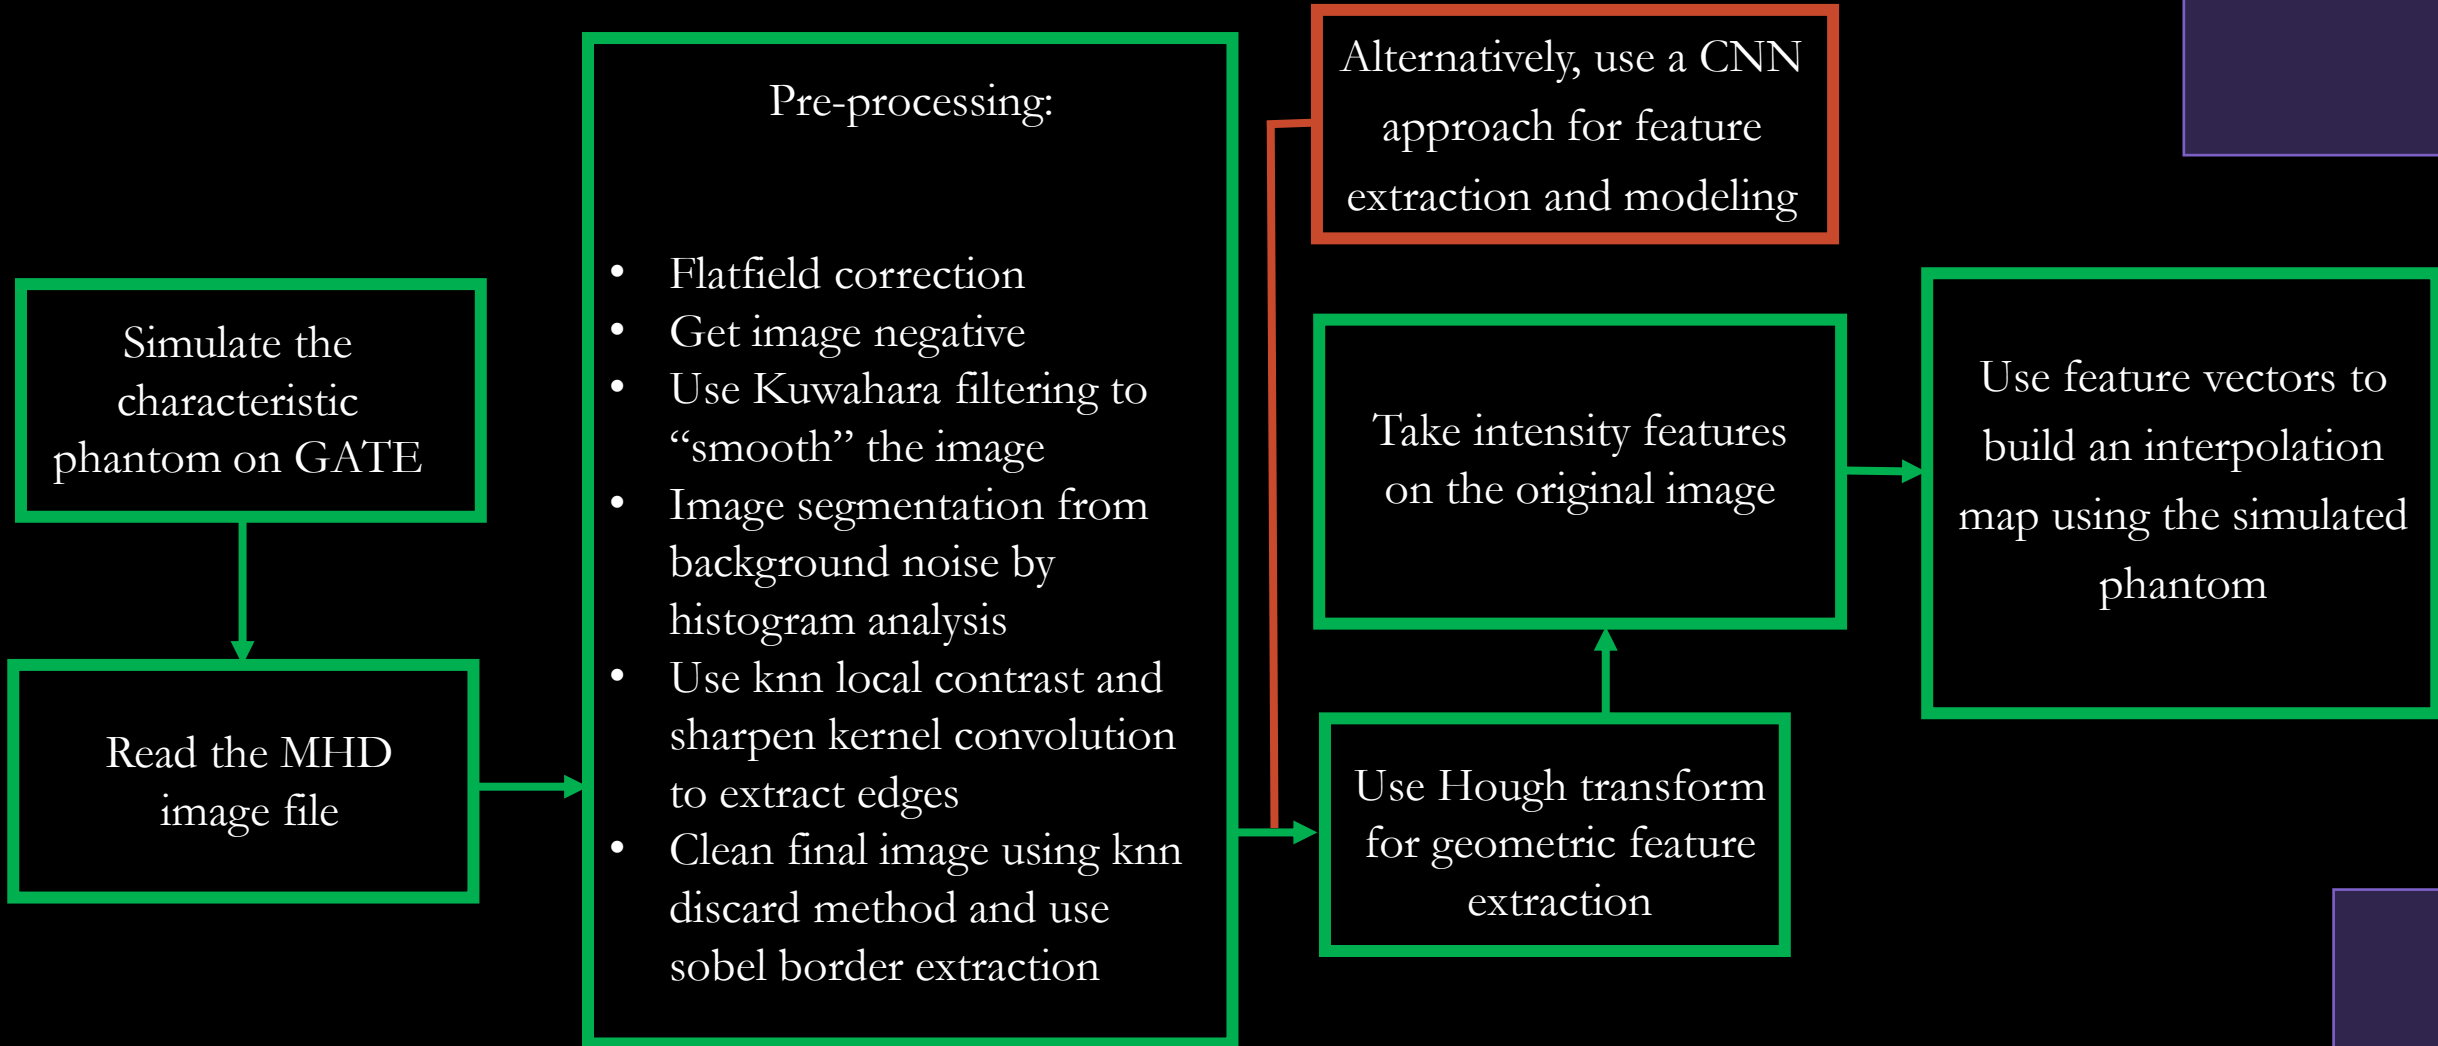 Simulate the
characteristic
phantom on GATE
Read the MHD
image file
Pre-processing:
• Flatfield correction
• Get image negative
• Use Kuwahara filtering to
“smooth” the image
• Image segmentation from
background noise by
histogram analysis
• Use knn local contrast and
sharpen kernel convolution
to extract edges
• Clean final image using knn
discard method and use
sobel border extraction
Alternatively, use a CNN
approach for feature
extraction and modeling
Use Hough transform
for geometric feature
extraction
Take intensity features
on the original image
Use feature vectors to
build an interpolation
map using the simulated
phantom